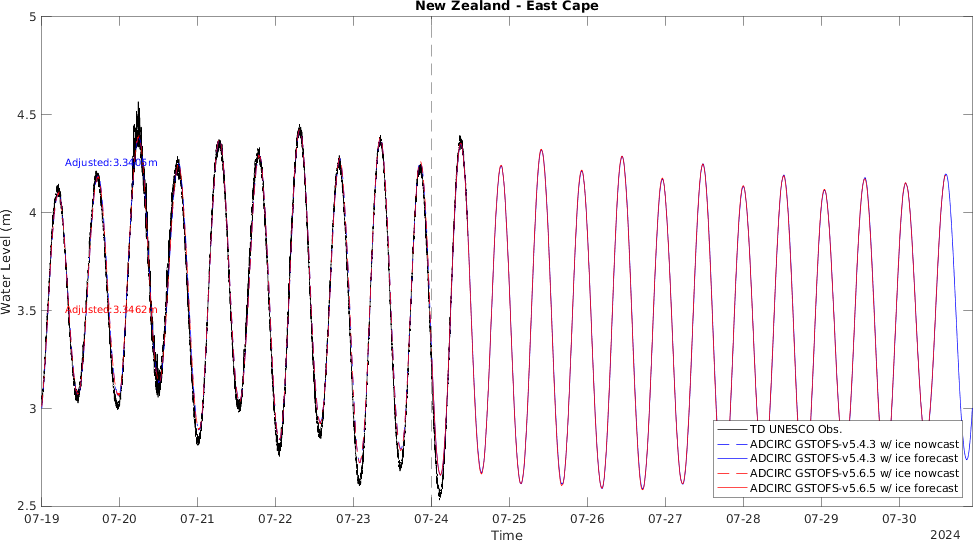 New Zealand - East Cape
5
4.5
Adjusted:3.3405m
4
Water Level (m)
3.5
Adjusted:3.3462m
3
TD UNESCO Obs.
ADCIRC GSTOFS-v5.4.3 w/ ice nowcast
ADCIRC GSTOFS-v5.4.3 w/ ice forecast
ADCIRC GSTOFS-v5.6.5 w/ ice nowcast
ADCIRC GSTOFS-v5.6.5 w/ ice forecast
2.5
07-19 07-20 07-21 07-22 07-23 07-24 07-25 07-26 07-27 07-28 07-29 07-30
Time
2024